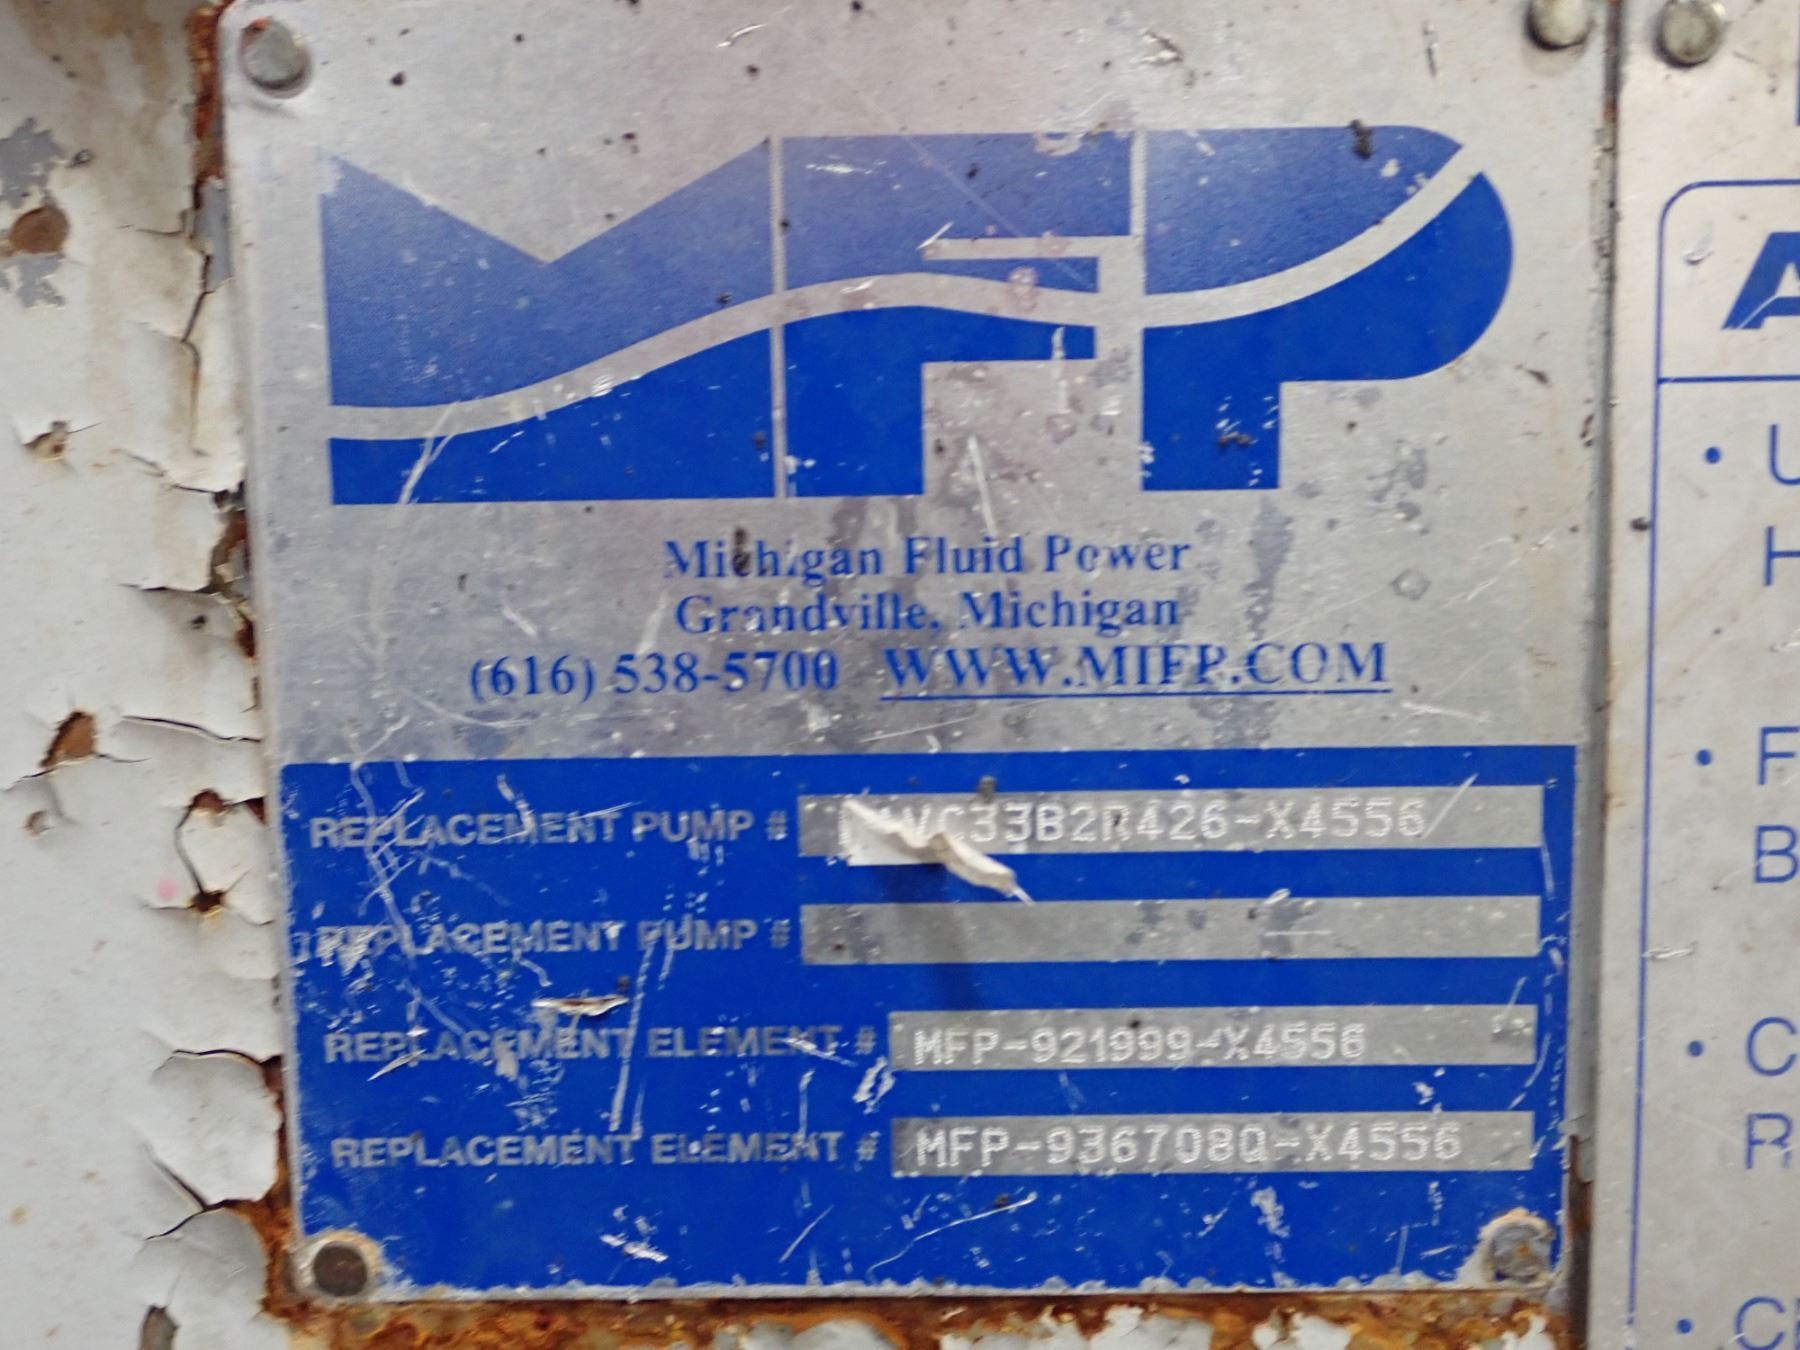 MFP
Michigan Fluid Power
Grandville, Michigan
(616) 538-5700 WWW.MIFP.COM
REPLACEMENT PUMP #
REPLACEMENT PUMP #
REPLACEMENT ELEMENT # MFP-921999-X4556
REPLACEMENT ELEMENT # MFP-936708Q-X4556
A
U
H
F
B
C
R